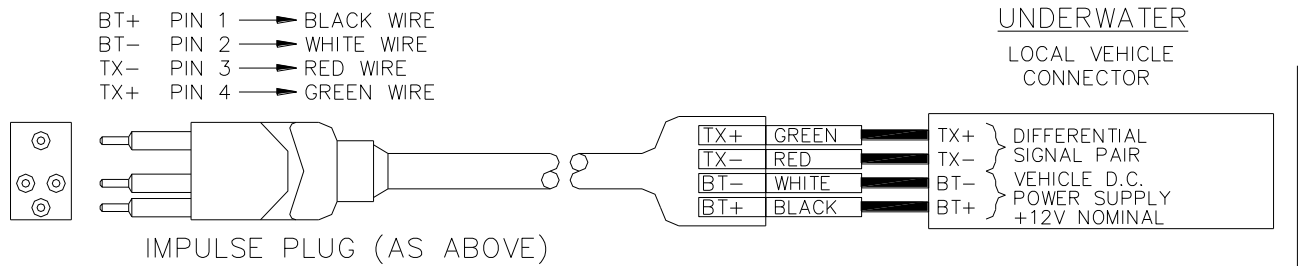 BT+ PIN 1 BLACK WIRE
BT− PIN 2 WHITE WIRE
TX− PIN 3 RED WIRE
TX+ PIN 4 GREEN WIRE
UNDERWATER
LOCAL VEHICLE
CONNECTOR
TX+ GREEN TX+
TX− RED TX−
BT− WHITE BT−
BT+ BLACK BT+
DIFFERENTIAL
SIGNAL PAIR
VEHICLE D.C.
POWER SUPPLY
+12V NOMINAL
IMPULSE PLUG (AS ABOVE)